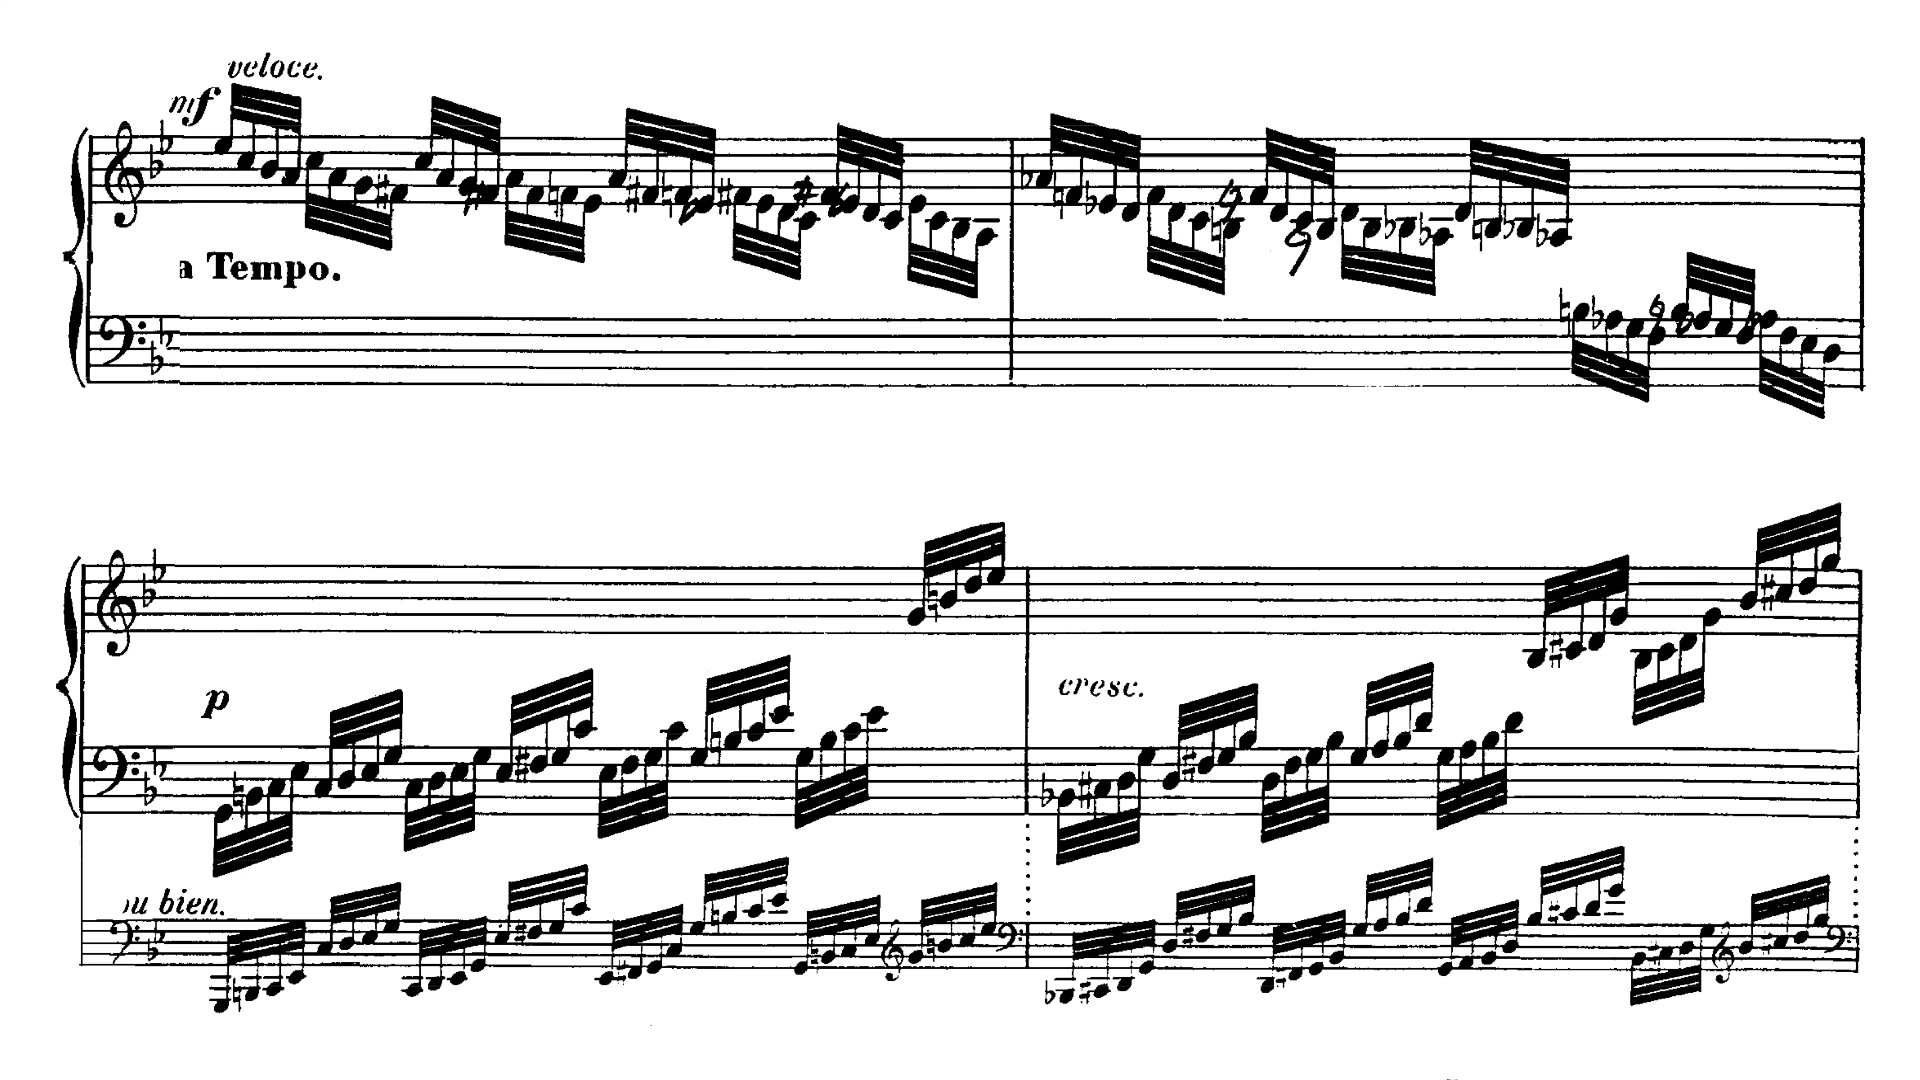 veloce.
mf
a Tempo.
p
cresc.
bien.